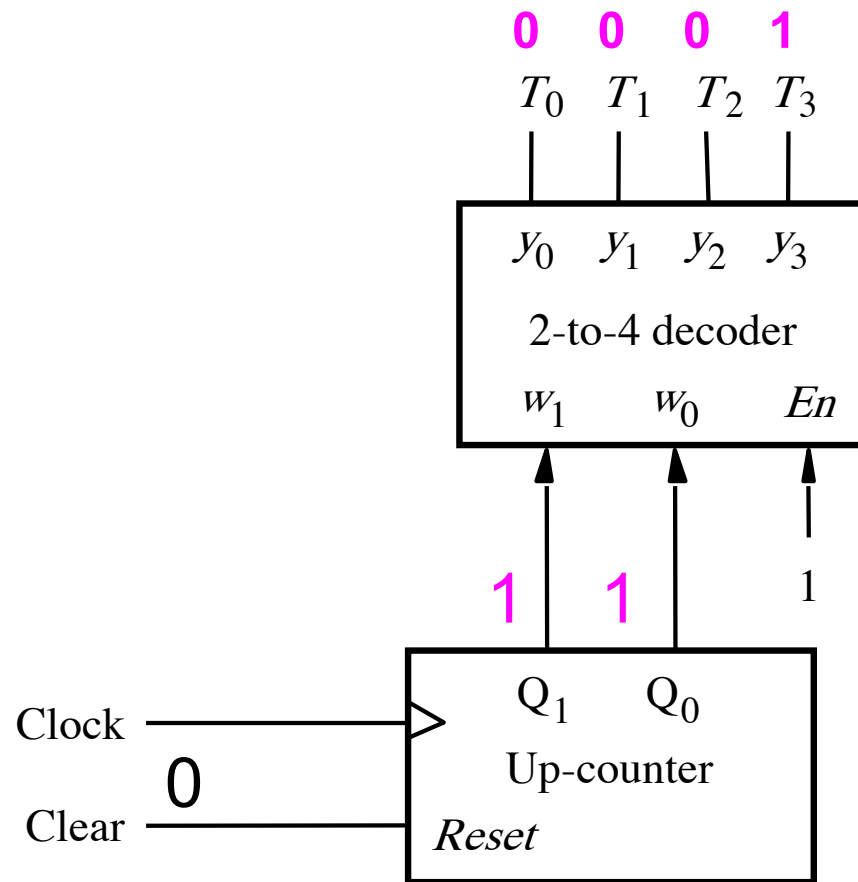 0 0 0 1
T0 T1 T2 T3
y0 y1 y2 y3
2-to-4 decoder
w1 w0 En
1 1 1
Q1 Q0
Clock
Up-counter
0
Clear
Reset